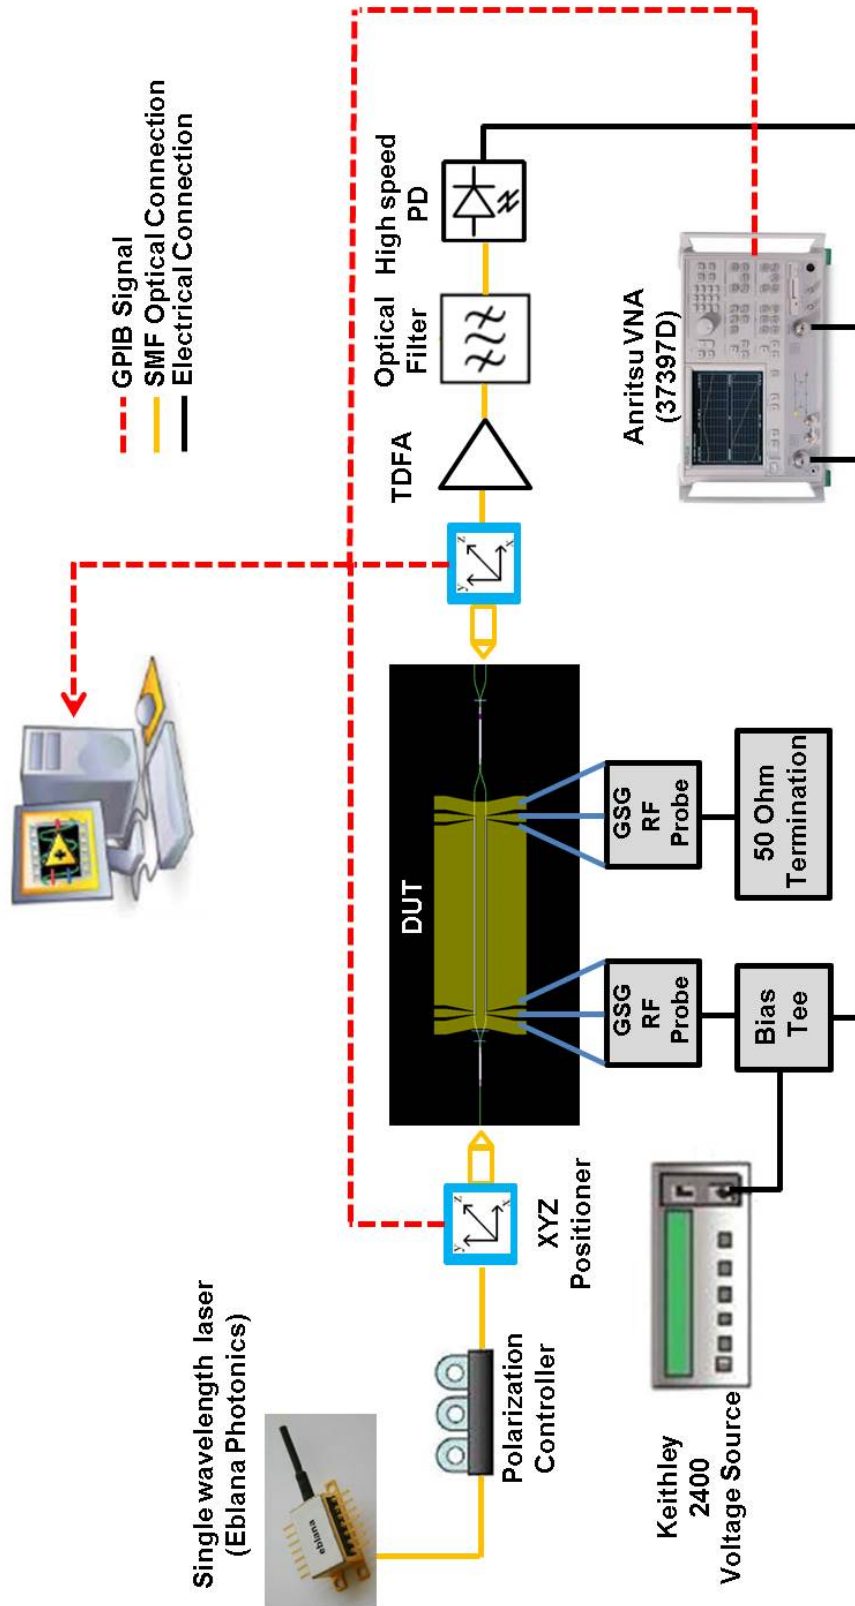 GPIB Signal
SMF Optical Connection
Electrical Connection
Single wavelength laser
(Eblana Photonics)
eblana
Polarization
Controller
XYZ
Positioner
y
z
x
DUT
y
z
x
TDFA
Optical
Filter
High speed
PD
Keithley
2400
Voltage Source
GSG
RF
Probe
Bias
Tee
GSG
RF
Probe
50 Ohm
Termination
Anritsu VNA
(37397D)